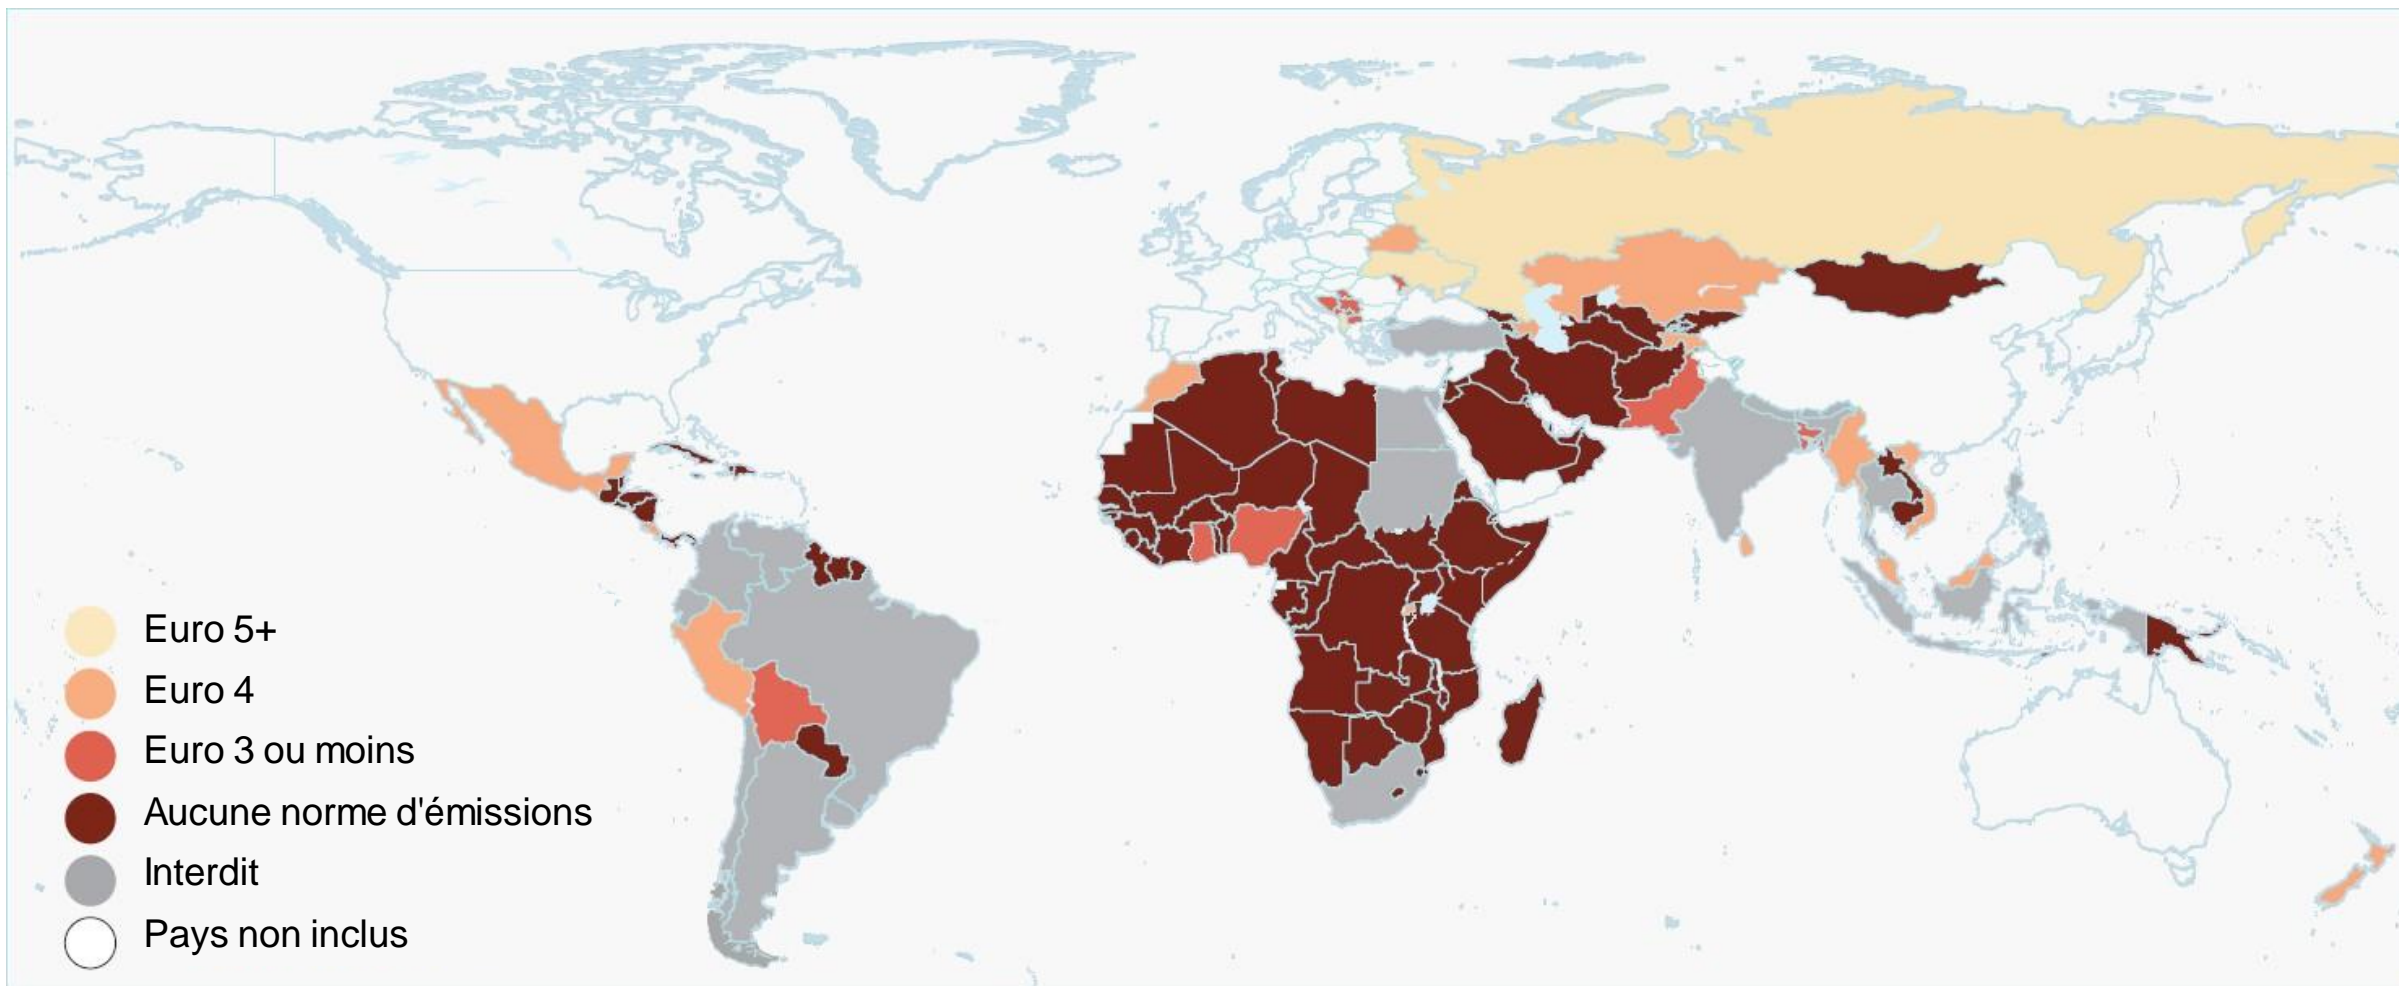 Euro 5+
Euro 4
Euro 3 ou moins
Aucune norme d'émissions
Interdit
Pays non inclus